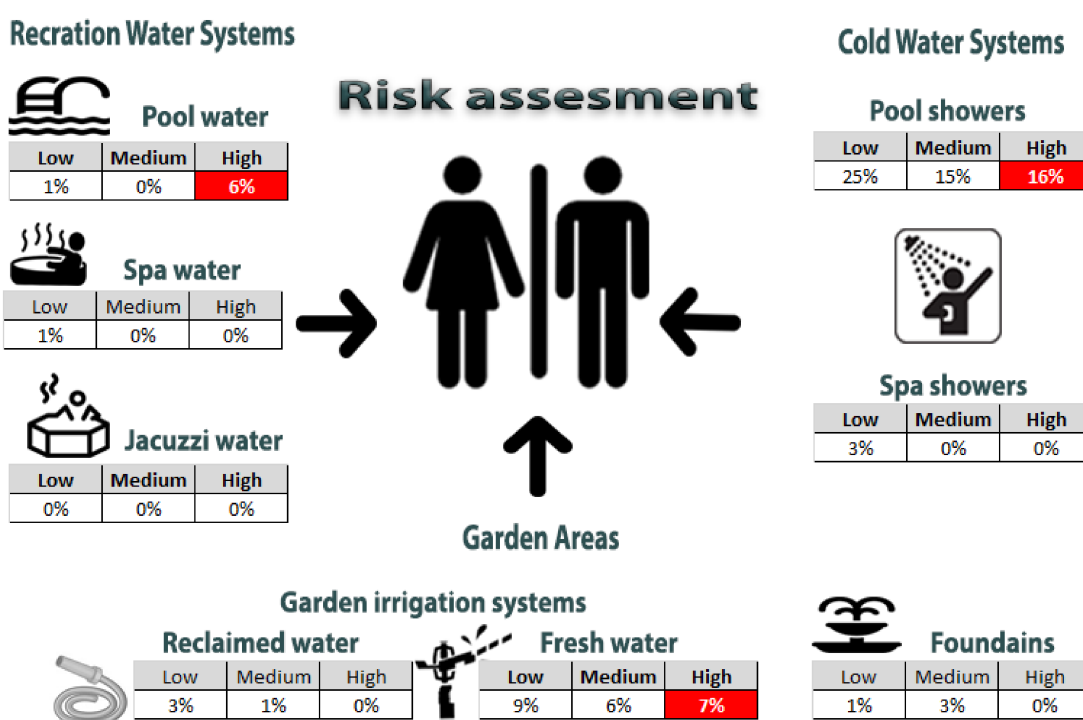 Recration Water Systems
Cold Water Systems
Risk assesment
Pool water
Low Medium High
1% 0% 6%
Pool showers
Low Medium High
25% 15% 16%
Spa water
Low Medium High
1% 0% 0%
Spa showers
Low Medium High
3% 0% 0%
Jacuzzi water
Low Medium High
0% 0% 0%
Garden Areas
Garden irrigation systems
Reclaimed water
Low Medium High
3% 1% 0%
Fresh water
Low Medium High
9% 6% 7%
Foundains
Low Medium High
1% 3% 0%